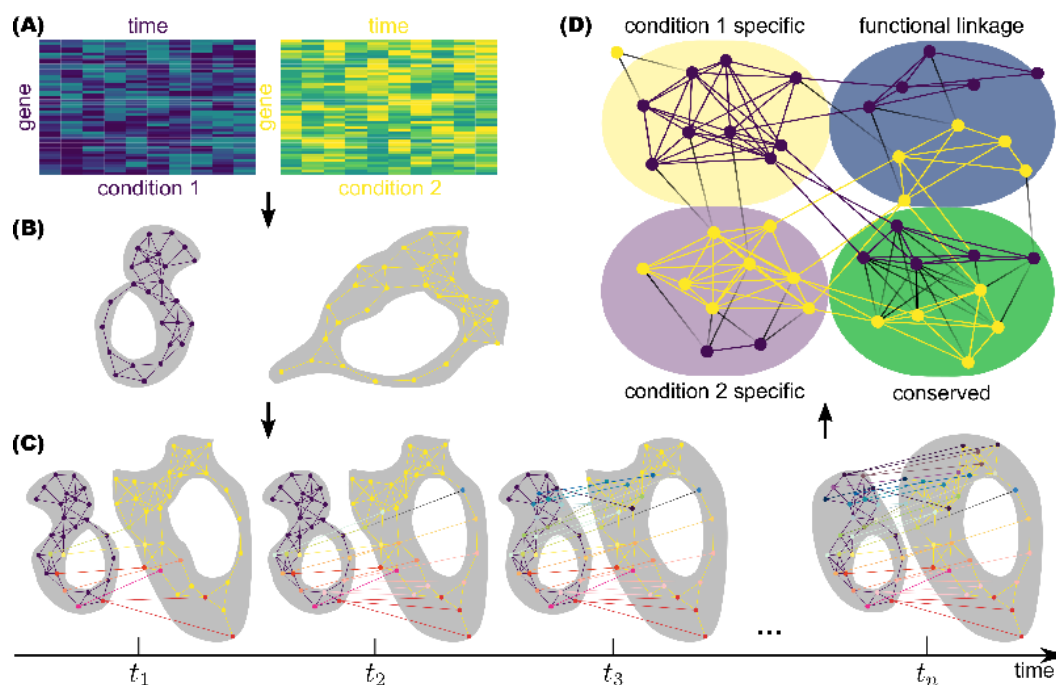 (A)
time
time
gene
gene
condition 1
condition 2
(B)
(C)
(D)
condition 1 specific
functional linkage
condition 2 specific
conserved
...
t1
t2
t3
tn
time